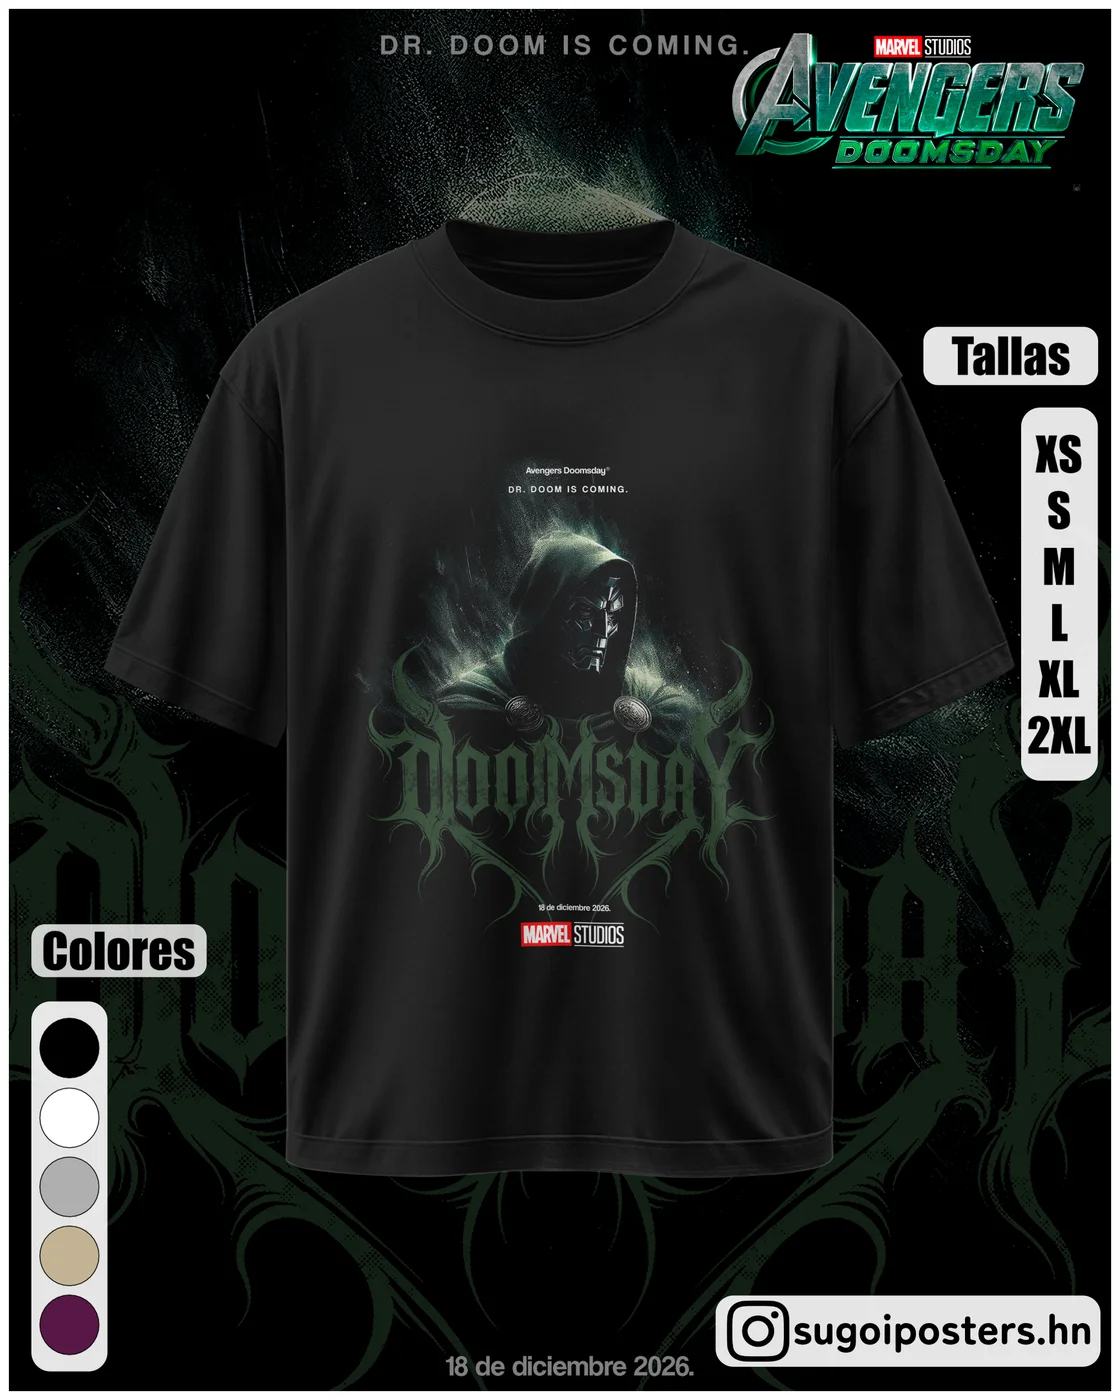 DR. DOOM IS COMING.
MARVEL STUDIOS
AVENGERS
DOOMSDAY
Tallas
XS
S
M
L
XL
2XL
Avengers Doomsday®
DR. DOOM IS COMING.
DOOMSDAY
18 de diciembre 2026.
MARVEL STUDIOS
Colores
sugoiposters.hn
18 de diciembre 2026.